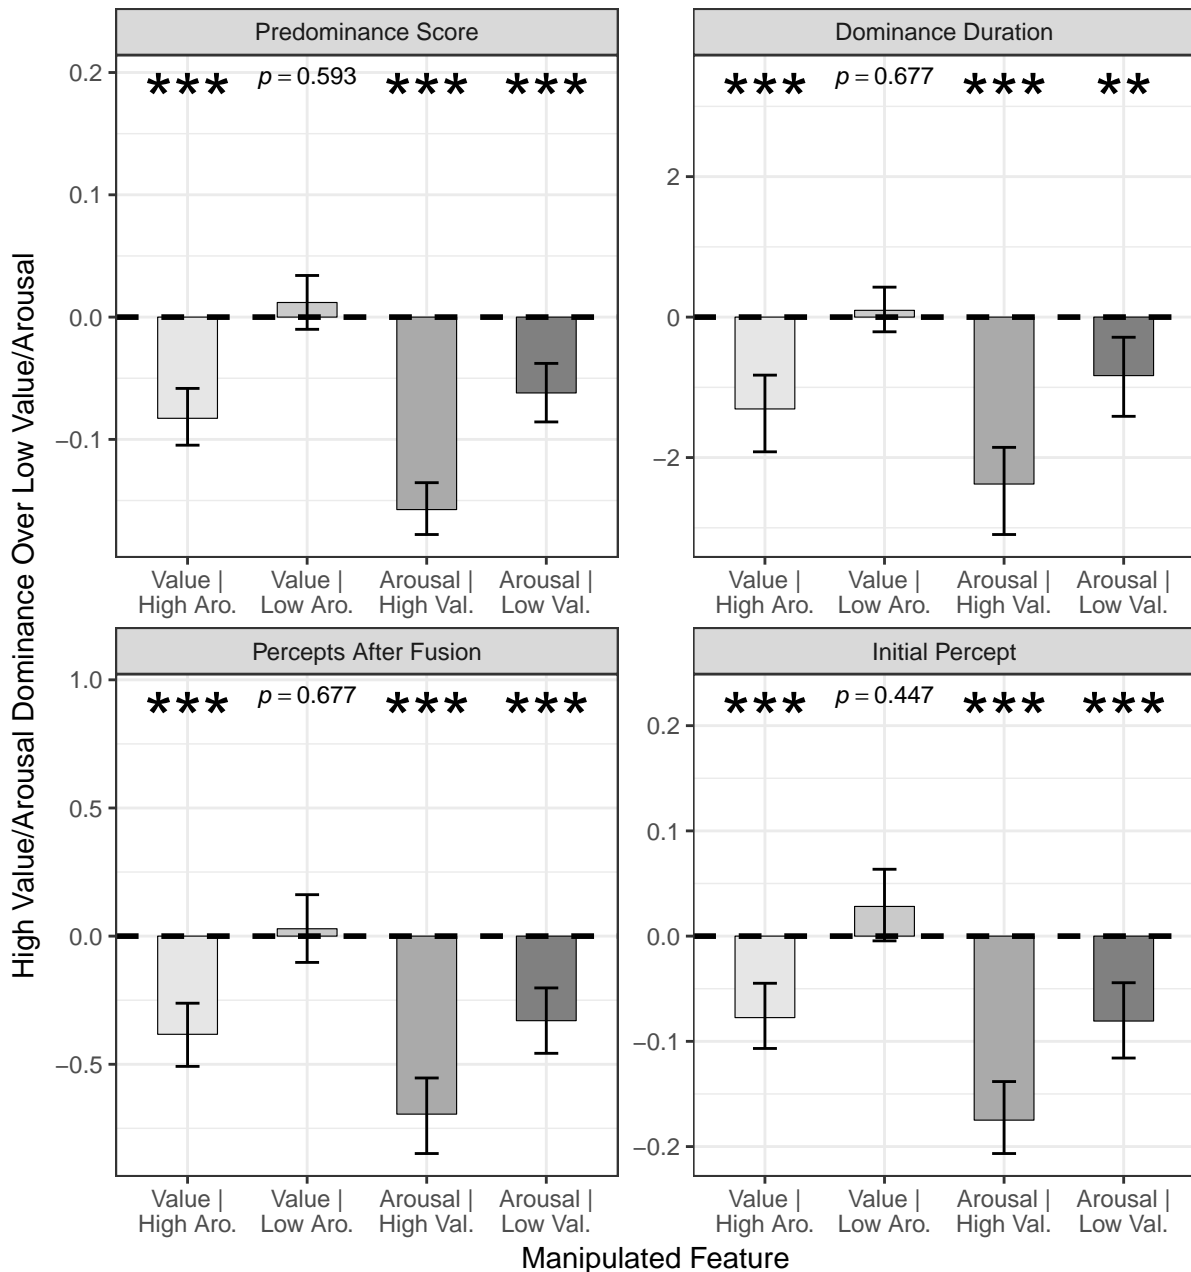 Predominance Score
Dominance Duration
*** p = 0.593 *** ***
*** p = 0.677 *** **
0.2
0.1
0.0
−0.1
2
0
−2
Value | Value | Arousal | Arousal |
High Aro. Low Aro. High Val. Low Val.
Value | Value | Arousal | Arousal |
High Aro. Low Aro. High Val. Low Val.
Percepts After Fusion
Initial Percept
*** p = 0.677 *** ***
*** p = 0.447 *** ***
1.0
0.5
0.0
−0.5
0.2
0.1
0.0
−0.1
−0.2
Value | Value | Arousal | Arousal |
High Aro. Low Aro. High Val. Low Val.
Value | Value | Arousal | Arousal |
High Aro. Low Aro. High Val. Low Val.
High Value/Arousal Dominance Over Low Value/Arousal
Manipulated Feature